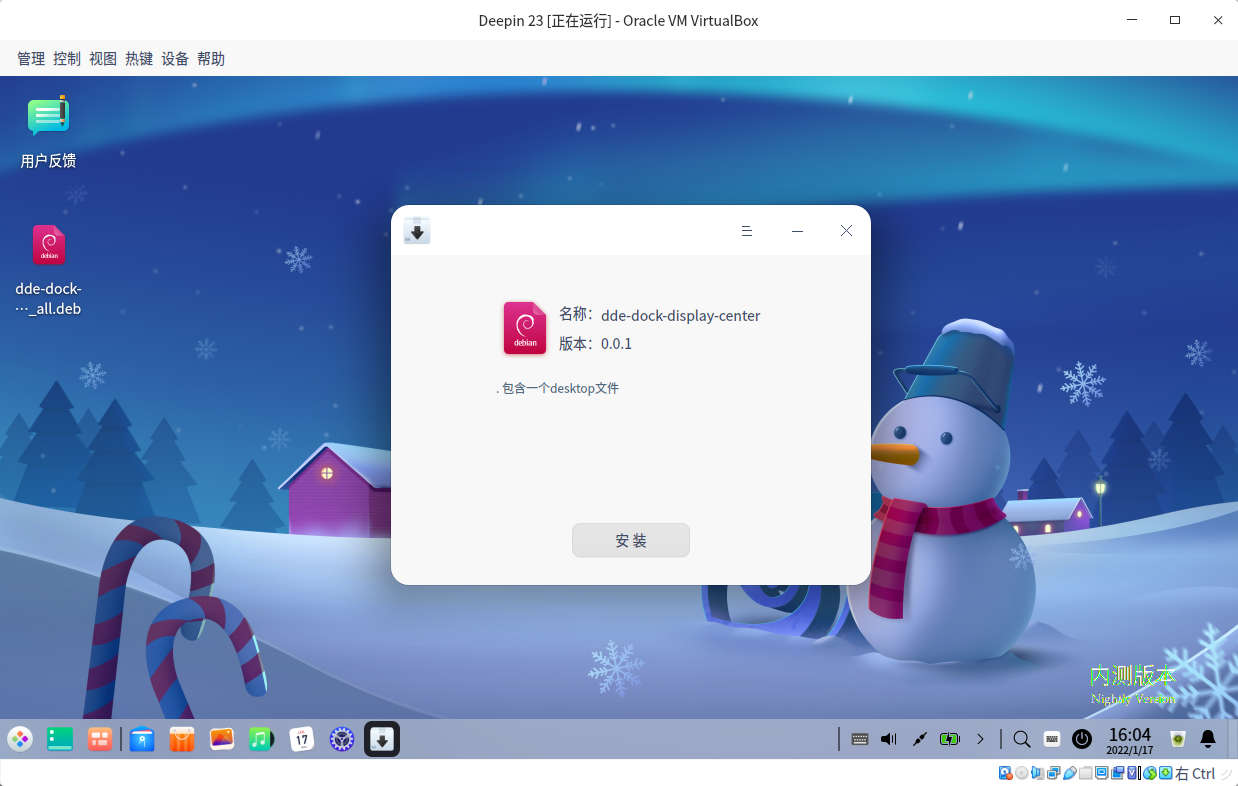 Deepin 23 [正在运行] - Oracle VM VirtualBox
管理 控制 视图 热键 设备 帮助
用户反馈
debian
dde-dock-
…_all.deb
debian
名称: dde-dock-display-center
版本: 0.0.1
. 包含一个desktop文件
安 装
内测版本
Nightly Version
17
16:04
2022/1/17
右 Ctrl